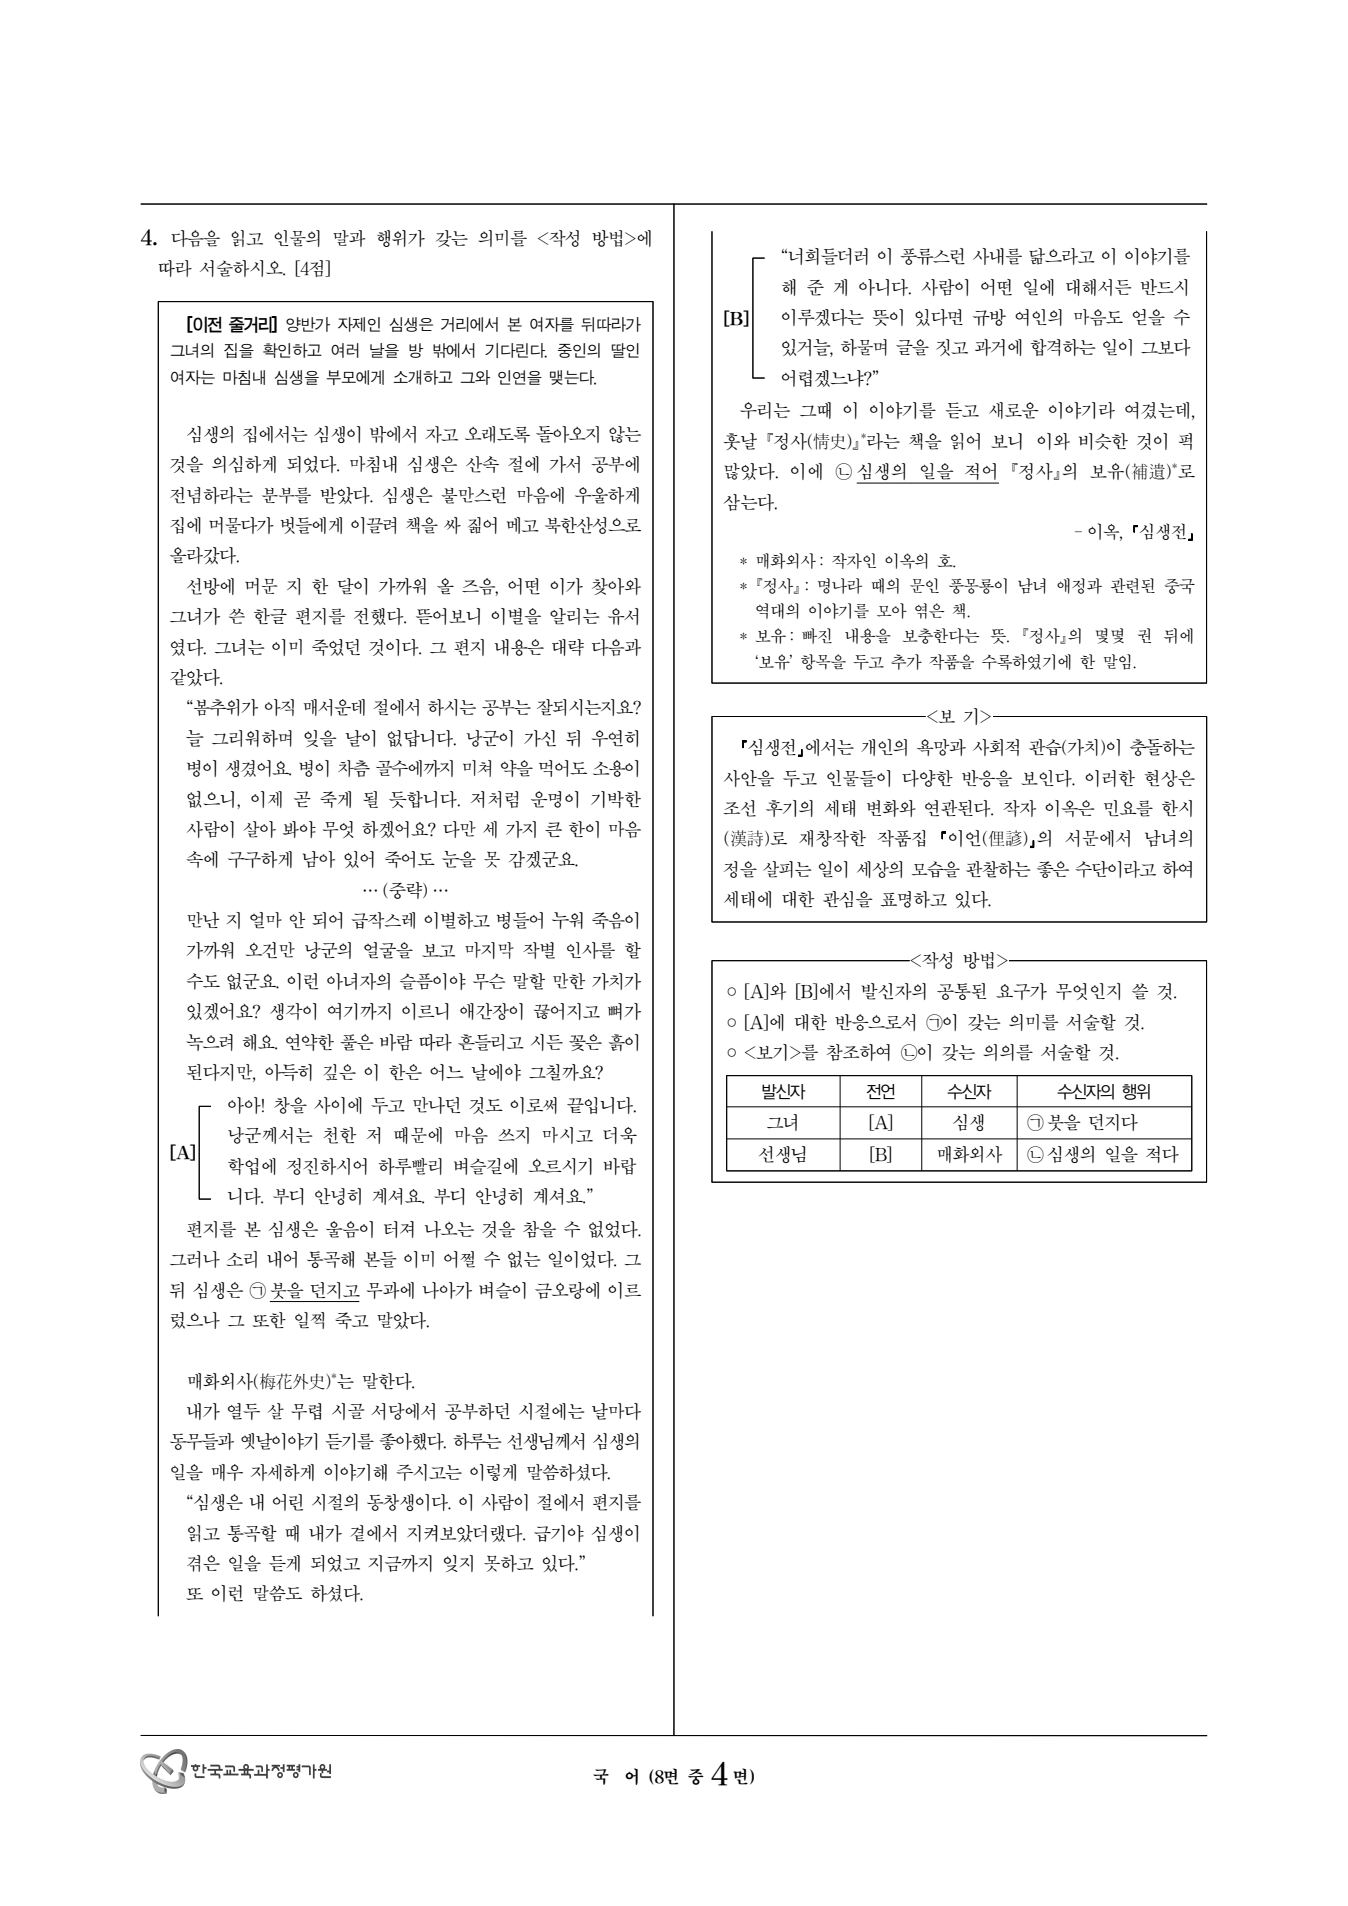 4. 다음을 읽고 인물의 말과 행위가 갖는 의미를 <작성 방법>에
따라 서술하시오. [4점]
[이전 줄거리] 양반가 자제인 심생은 거리에서 본 여자를 뒤따라가
그녀의 집을 확인하고 여러 날을 방 밖에서 기다린다. 중인의 딸인
여자는 마침내 심생을 부모에게 소개하고 그와 인연을 맺는다.
심생의 집에서는 심생이 밖에서 자고 오래도록 돌아오지 않는
것을 의심하게 되었다. 마침내 심생은 산속 절에 가서 공부에
전념하라는 분부를 받았다. 심생은 불만스런 마음에 우울하게
집에 머물다가 벗들에게 이끌려 책을 싸 짊어 메고 북한산성으로
올라갔다.
선방에 머문 지 한 달이 가까워 올 즈음, 어떤 이가 찾아와
그녀가 쓴 한글 편지를 전했다. 뜯어보니 이별을 알리는 유서
였다. 그녀는 이미 죽었던 것이다. 그 편지 내용은 대략 다음과
같았다.
“봄추위가 아직 매서운데 절에서 하시는 공부는 잘되시는지요?
늘 그리워하며 잊을 날이 없답니다. 낭군이 가신 뒤 우연히
병이 생겼어요. 병이 차츰 골수에까지 미쳐 약을 먹어도 소용이
없으니, 이제 곧 죽게 될 듯합니다. 저처럼 운명이 기박한
사람이 살아 봐야 무엇 하겠어요? 다만 세 가지 큰 한이 마음
속에 구구하게 남아 있어 죽어도 눈을 못 감겠군요.
… (중략) …
만난 지 얼마 안 되어 급작스레 이별하고 병들어 누워 죽음이
가까워 오건만 낭군의 얼굴을 보고 마지막 작별 인사를 할
수도 없군요. 이런 아녀자의 슬픔이야 무슨 말할 만한 가치가
있겠어요? 생각이 여기까지 이르니 애간장이 끊어지고 뼈가
녹으려 해요. 연약한 풀은 바람 따라 흔들리고 시든 꽃은 흙이
된다지만, 아득히 깊은 이 한은 어느 날에야 그칠까요?
아아! 창을 사이에 두고 만나던 것도 이로써 끝입니다.
낭군께서는 천한 저 때문에 마음 쓰지 마시고 더욱
[A] 학업에 정진하시어 하루빨리 벼슬길에 오르시기 바랍
니다. 부디 안녕히 계셔요. 부디 안녕히 계셔요.”
편지를 본 심생은 울음이 터져 나오는 것을 참을 수 없었다.
그러나 소리 내어 통곡해 본들 이미 어쩔 수 없는 일이었다. 그
뒤 심생은 ㉠ 붓을 던지고 무과에 나아가 벼슬이 금오랑에 이르
렀으나 그 또한 일찍 죽고 말았다.
매화외사(梅花外史)*는 말한다.
내가 열두 살 무렵 시골 서당에서 공부하던 시절에는 날마다
동무들과 옛날이야기 듣기를 좋아했다. 하루는 선생님께서 심생의
일을 매우 자세하게 이야기해 주시고는 이렇게 말씀하셨다.
“심생은 내 어린 시절의 동창생이다. 이 사람이 절에서 편지를
읽고 통곡할 때 내가 곁에서 지켜보았더랬다. 급기야 심생이
겪은 일을 듣게 되었고 지금까지 잊지 못하고 있다.”
또 이런 말씀도 하셨다.
“너희들더러 이 풍류스런 사내를 닮으라고 이 이야기를
해 준 게 아니다. 사람이 어떤 일에 대해서든 반드시
[B] 이루겠다는 뜻이 있다면 규방 여인의 마음도 얻을 수
있거늘, 하물며 글을 짓고 과거에 합격하는 일이 그보다
어렵겠느냐?”
우리는 그때 이 이야기를 듣고 새로운 이야기라 여겼는데,
훗날 『정사(情史)』*라는 책을 읽어 보니 이와 비슷한 것이 퍽
많았다. 이에 ㉡ 심생의 일을 적어 『정사』의 보유(補遺)*로
삼는다.
- 이옥, 『심생전』
* 매화외사 : 작자인 이옥의 호.
* 『정사』 : 명나라 때의 문인 풍몽룡이 남녀 애정과 관련된 중국
역대의 이야기를 모아 엮은 책.
* 보유 : 빠진 내용을 보충한다는 뜻. 『정사』의 몇몇 권 뒤에
‘보유’ 항목을 두고 추가 작품을 수록하였기에 한 말임.
<보 기>
『심생전』에서는 개인의 욕망과 사회적 관습(가치)이 충돌하는
사안을 두고 인물들이 다양한 반응을 보인다. 이러한 현상은
조선 후기의 세태 변화와 연관된다. 작자 이옥은 민요를 한시
(漢詩)로 재창작한 작품집 『이언(俚諺)』의 서문에서 남녀의
정을 살피는 일이 세상의 모습을 관찰하는 좋은 수단이라고 하여
세태에 대한 관심을 표명하고 있다.
<작성 방법>
○ [A]와 [B]에서 발신자의 공통된 요구가 무엇인지 쓸 것.
○ [A]에 대한 반응으로서 ㉠이 갖는 의미를 서술할 것.
○ <보기>를 참조하여 ㉡이 갖는 의의를 서술할 것.
발신자 전언 수신자 수신자의 행위
그녀 [A] 심생 ㉠ 붓을 던지다
선생님 [B] 매화외사 ㉡ 심생의 일을 적다
한국교육과정평가원
국 어 (8면 중 4 면)